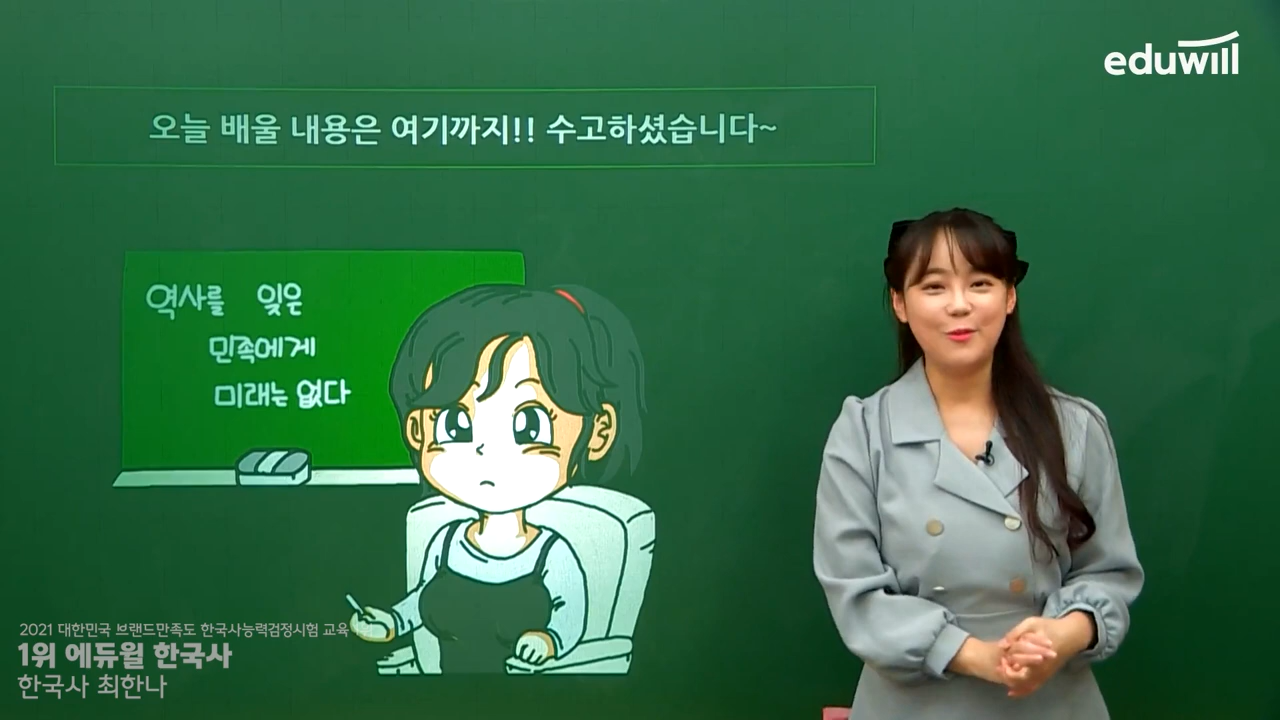 eduwill
오늘 배울 내용은 여기까지!! 수고하셨습니다~
역사를 잊은
민족에게
미래는 없다
2021 대한민국 브랜드만족도 한국사능력검정시험 교육 1위
1위 에듀윌 한국사
한국사 최한나